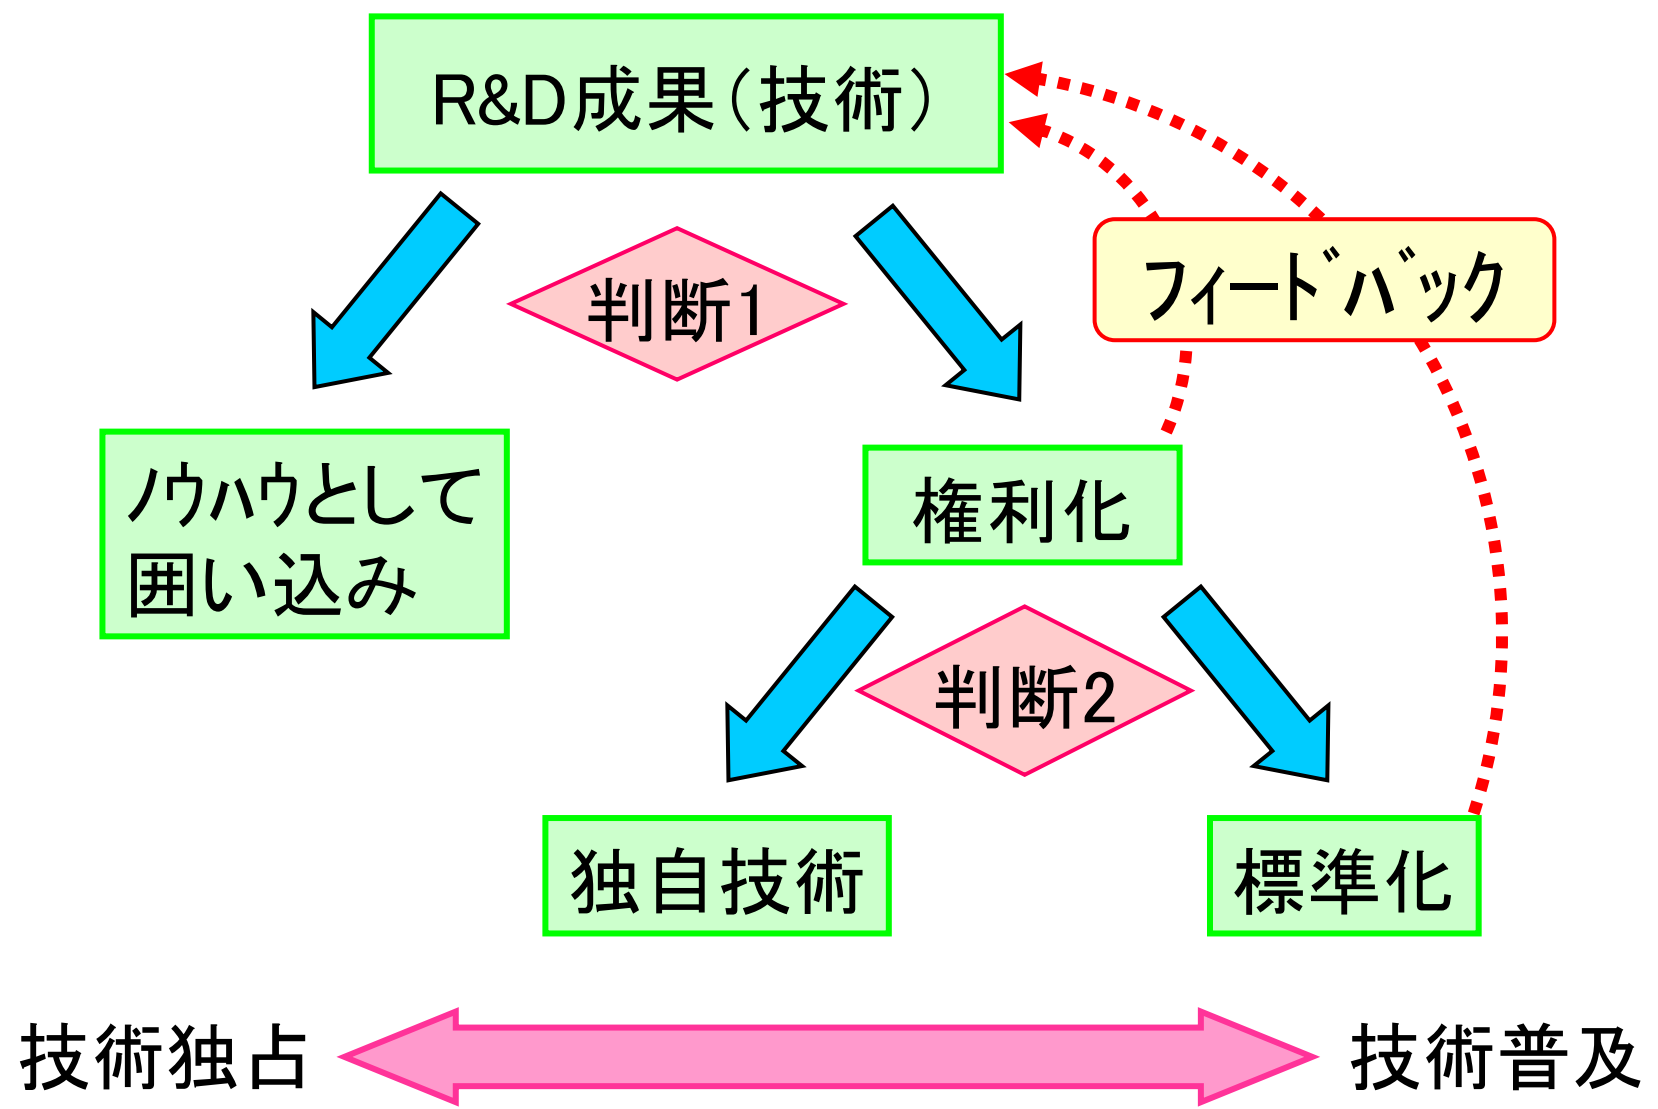 R&D成果（技術）
判断1
ﾌｨｰﾄﾞﾊﾞｯｸ
ﾉｳﾊｳとして
囲い込み
権利化
判断2
独自技術
標準化
技術独占
技術普及